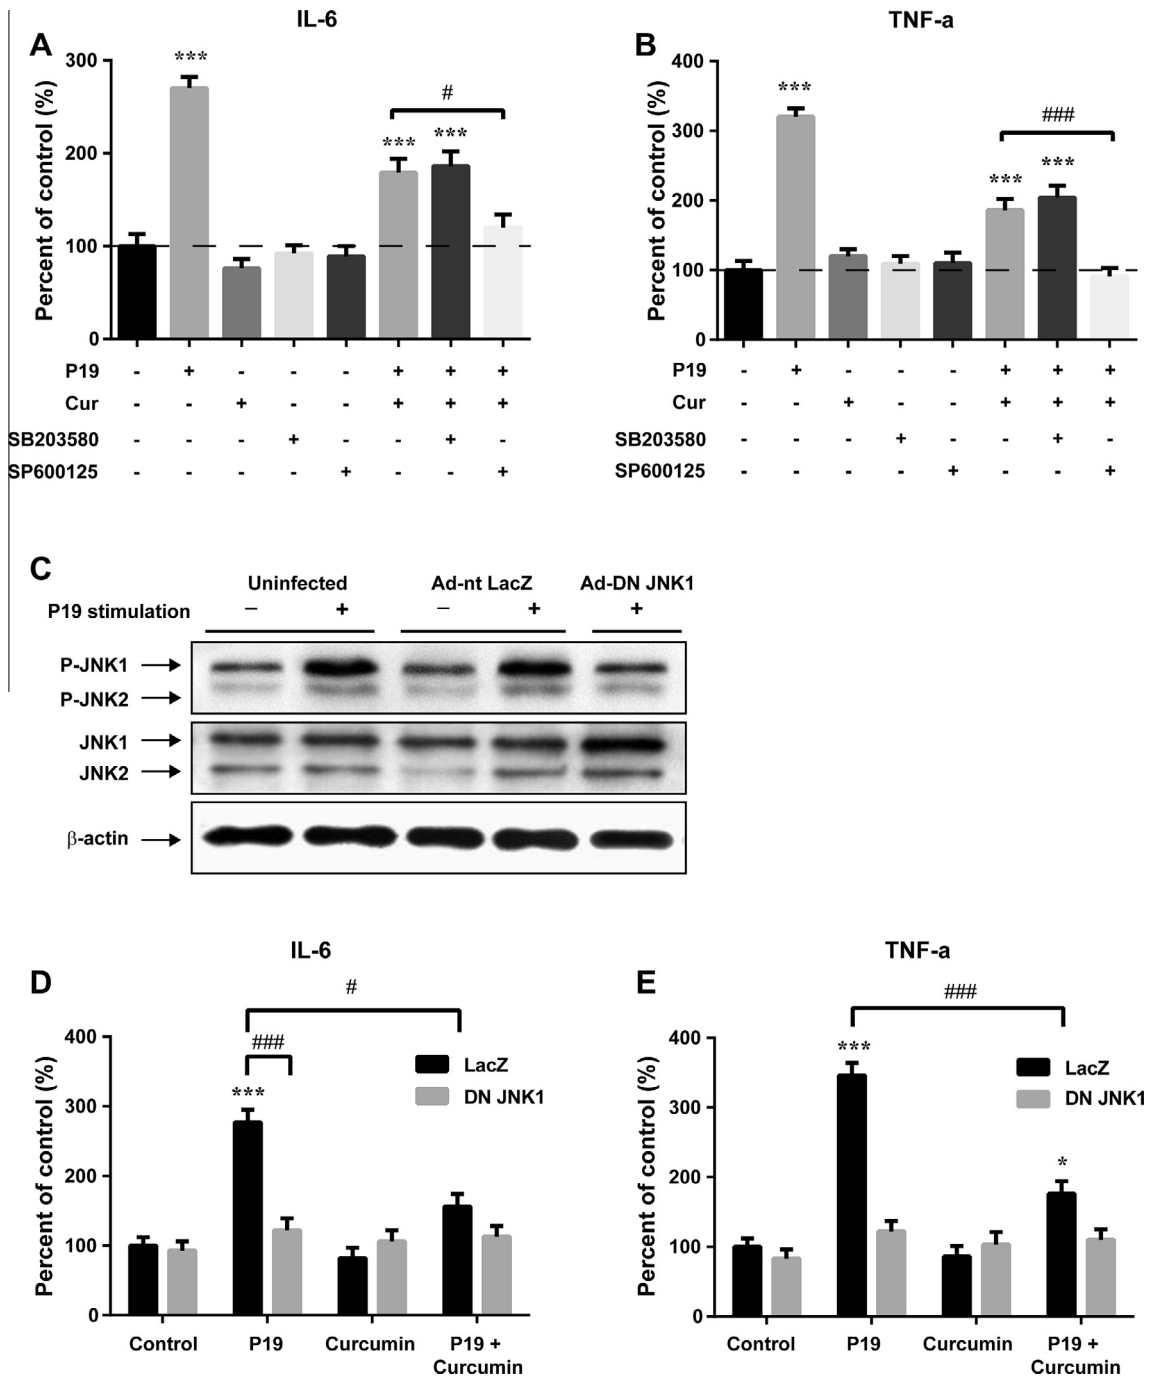 IL-6
A
***
#
***
***
300
200
100
0
Percent of control (%)
P19 - + - - - + + +
Cur - - + - - + + +
SB203580 - - - + - - + -
SP600125 - - - - + - - +
TNF-a
B
***
###
***
***
400
300
200
100
0
Percent of control (%)
P19 - + - - - + + +
Cur - - + - - + + +
SB203580 - - - + - - + -
SP600125 - - - - + - - +
C
Uninfected Ad-nt LacZ Ad-DN JNK1
P19 stimulation – + – + +
P-JNK1
P-JNK2
JNK1
JNK2
β-actin
IL-6
D
#
###
***
400
300
200
100
0
Percent of control (%)
LacZ
DN JNK1
Control P19 Curcumin P19 +
Curcumin
TNF-a
E
###
***
*
400
300
200
100
0
Percent of control (%)
LacZ
DN JNK1
Control P19 Curcumin P19 +
Curcumin